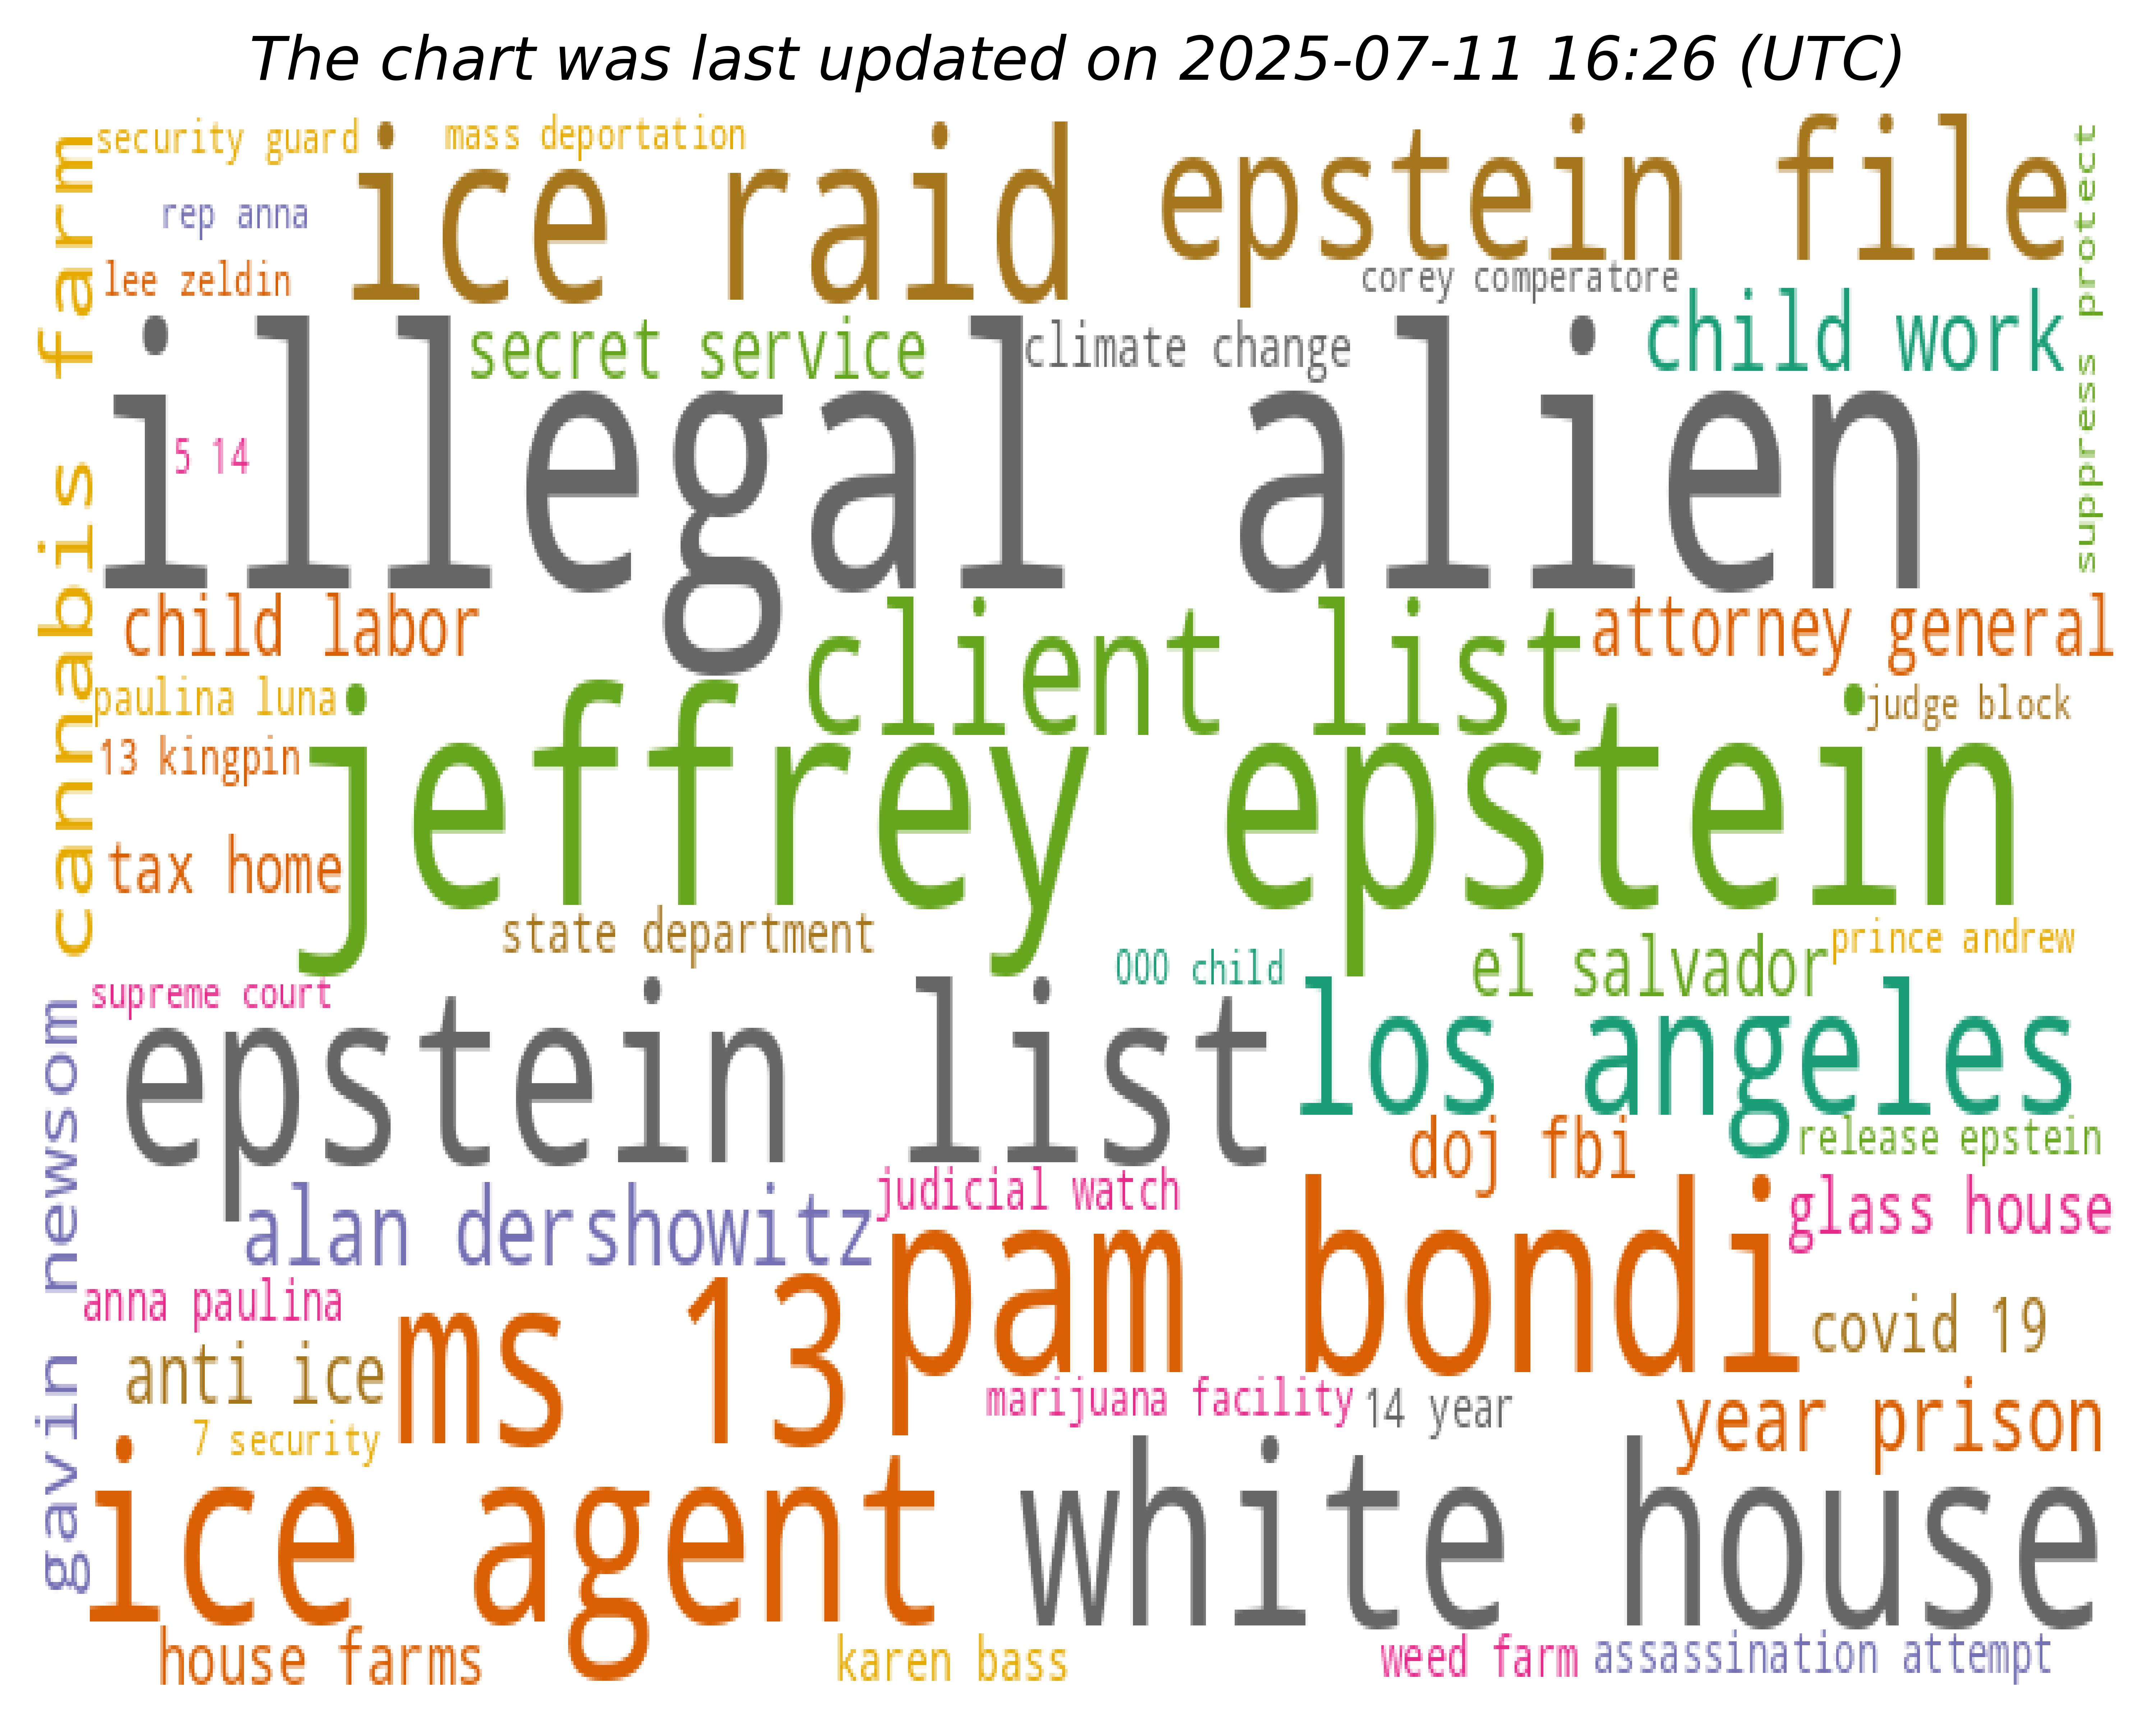 The chart was last updated on 2025-07-11 16:26 (UTC)
security guard
mass deportation
ice raid
epstein file
suppress protect
cannabis farm
rep anna
lee zeldin
corey comperatore
secret service
climate change
child work
illegal alien
5 14
child labor
client list
attorney general
paulina luna
judge block
13 kingpin
jeffrey epstein
tax home
state department
prince andrew
000 child
el salvador
supreme court
epstein list
los angeles
gavin newsom
doj fbi
release epstein
judicial watch
glass house
alan dershowitz
pam bondi
anna paulina
ms 13
covid 19
anti ice
marijuana facility
14 year
year prison
7 security
ice agent
white house
house farms
karen bass
weed farm
assassination attempt